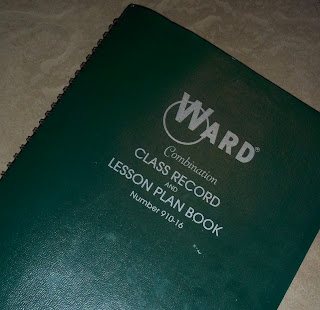 WARD®
Combination
CLASS RECORD
AND
LESSON PLAN BOOK
Number 910-16